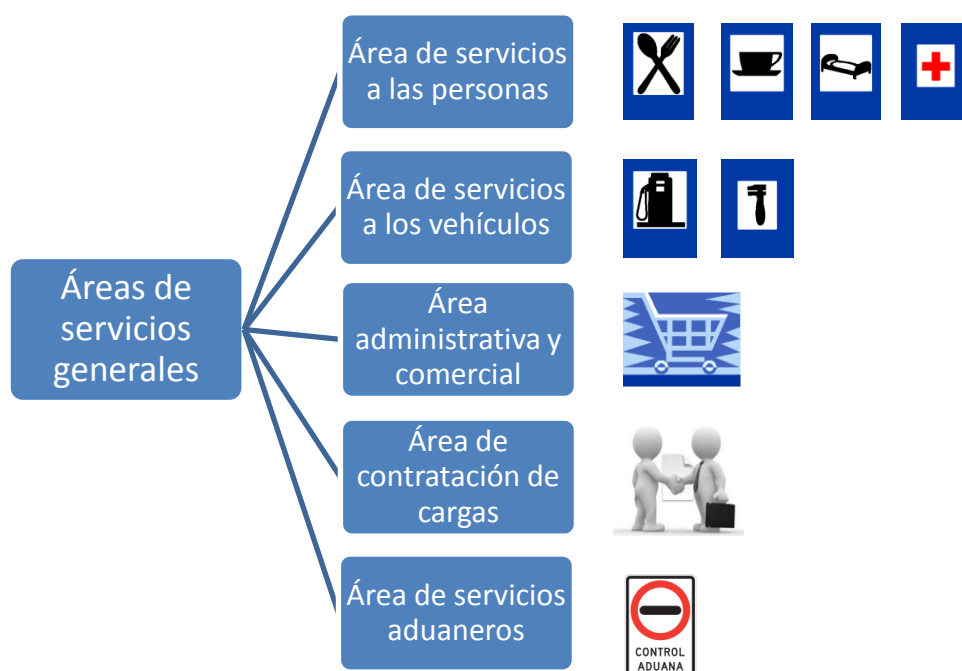 Áreas de
servicios
generales
Área de servicios
a las personas
Área de servicios
a los vehículos
Área
administrativa y
comercial
Área de
contratación de
cargas
Área de servicios
aduaneros
CONTROL
ADUANA